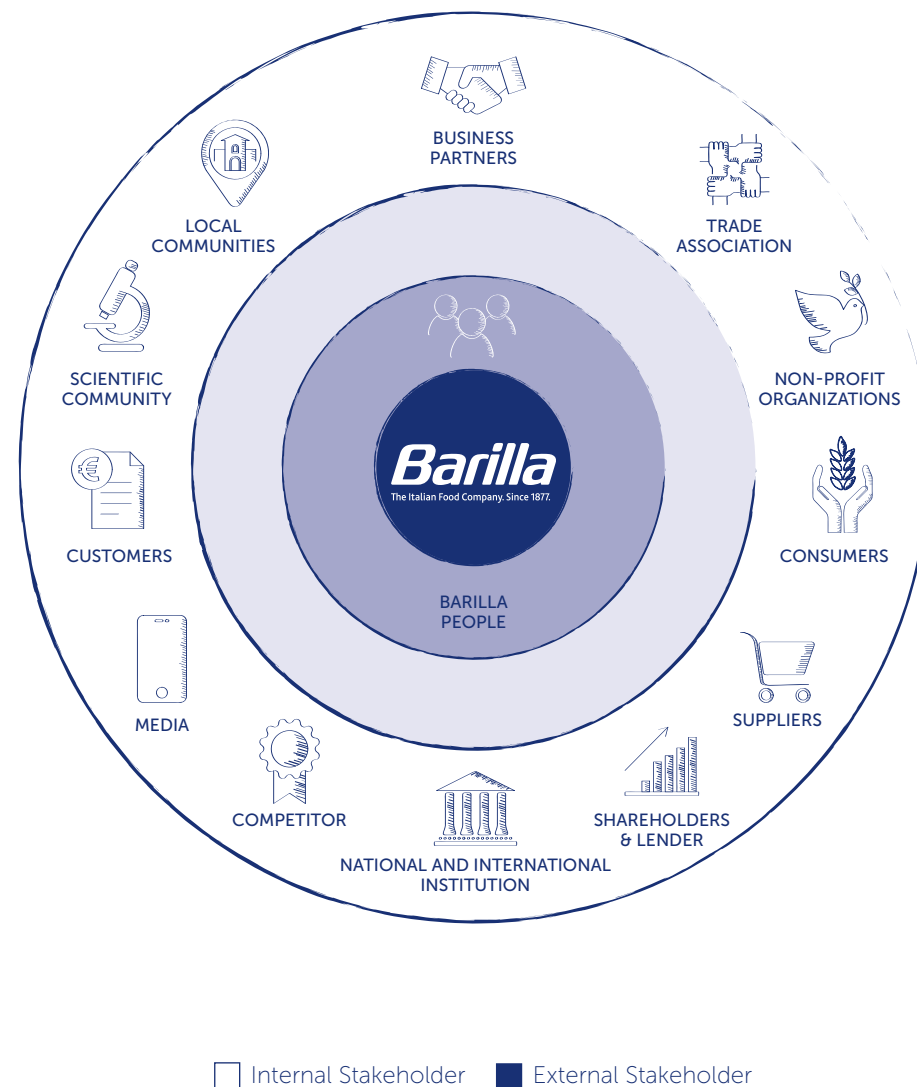 BUSINESS
PARTNERS
LOCAL
COMMUNITIES
TRADE
ASSOCIATION
SCIENTIFIC
COMMUNITY
NON-PROFIT
ORGANIZATIONS
Barilla
The Italian Food Company. Since 1877.
CUSTOMERS
CONSUMERS
BARILLA
PEOPLE
MEDIA
SUPPLIERS
COMPETITOR
SHAREHOLDERS
& LENDER
NATIONAL AND INTERNATIONAL
INSTITUTION
Internal Stakeholder
External Stakeholder